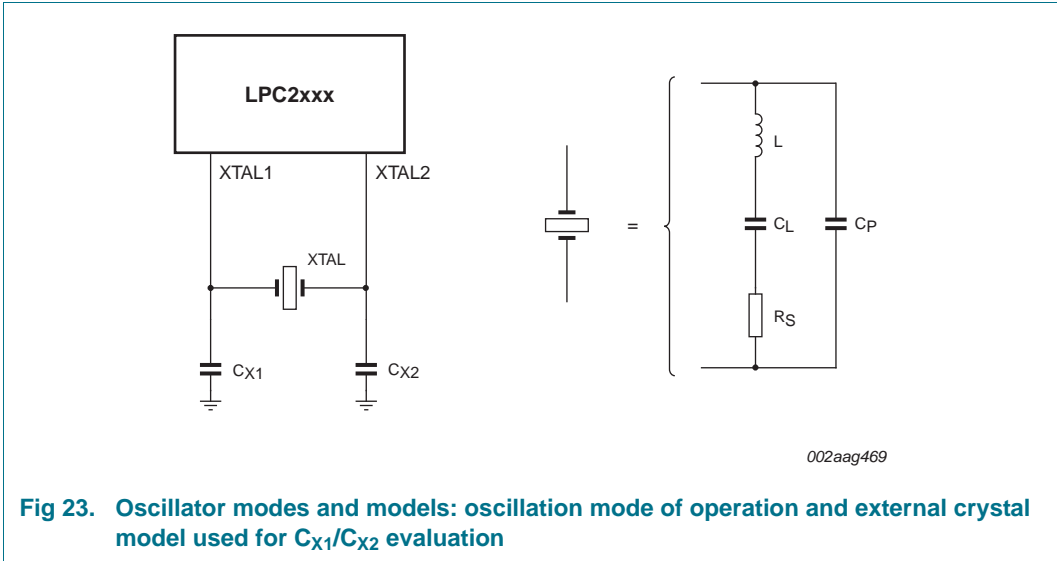 LPC2xxx
XTAL1
XTAL2
XTAL
CX1
CX2
=
L
CL
CP
RS
002aag469
Fig 23. Oscillator modes and models: oscillation mode of operation and external crystal
model used for CX1/CX2 evaluation